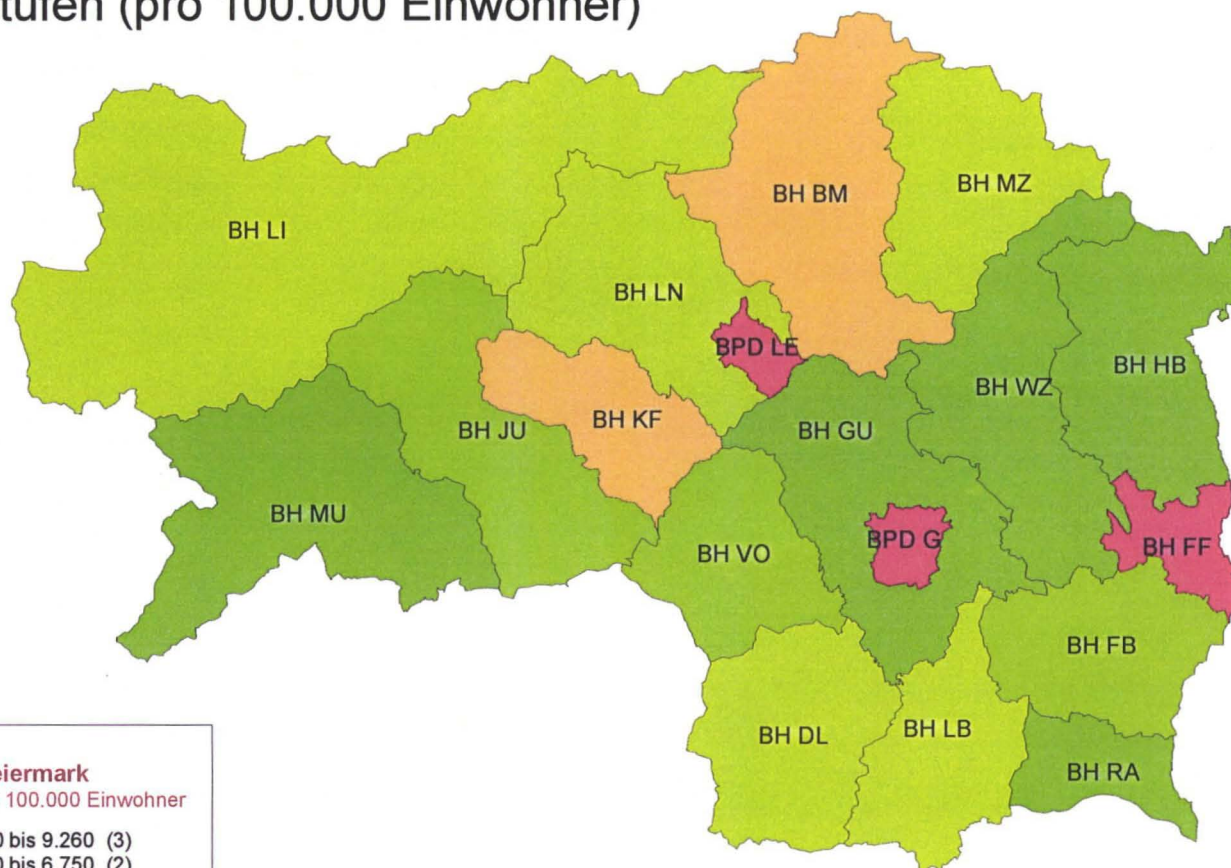 (pro 100.000 Einwohner)
BH BM
BH MZ
BH LI
BH LN
BPD LE
BH HB
BH WZ
BH KF
BH JU
BH GU
BH MU
BPD G
BH FF
BH VO
BH FB
BH LB
BH DL
BH RA
100.000 Einwohner
bis 9.260 (3)
bis 6.750 (2)